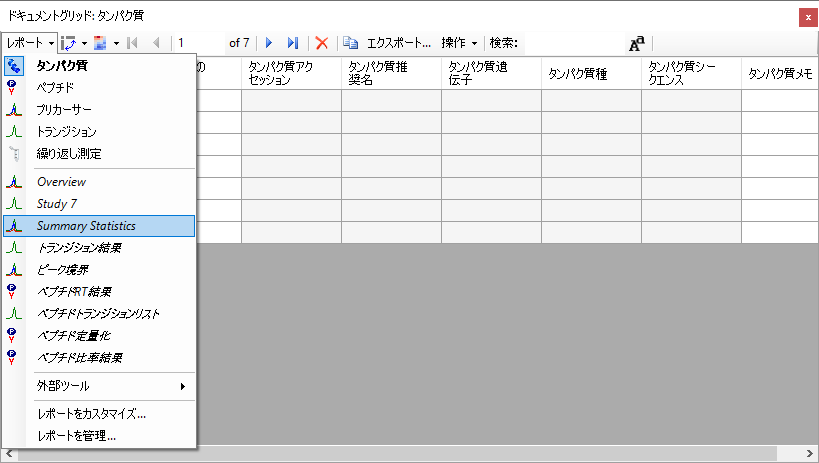 ドキュメントグリッド: タンパク質
レポート 1 of 7 エクスポート... 操作 検索:
の タンパク質アクセッション タンパク質推奨名 タンパク質遺伝子 タンパク質種 タンパク質シークエンス タンパク質メモ
タンパク質
ペプチド
プリカーサー
トランジション
繰り返し測定
Overview
Study 7
Summary Statistics
トランジション結果
ピーク境界
ペプチドRT結果
ペプチドトランジションリスト
ペプチド定量化
ペプチド比率結果
外部ツール
レポートをカスタマイズ...
レポートを管理...